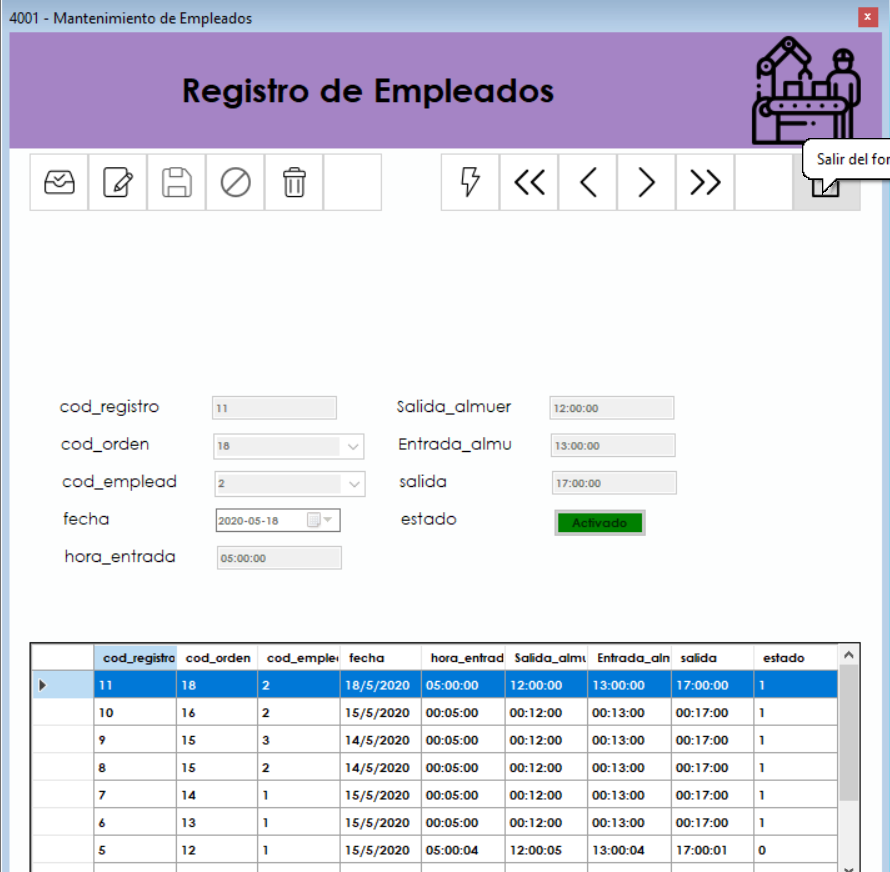 4001 - Mantenimiento de Empleados
Registro de Empleados
Salir del for
cod_registro 11 Salida_almuer 12:00:00
cod_orden 18 Entrada_almu 13:00:00
cod_emplead 2 salida 17:00:00
fecha 2020-05-18 estado Activado
hora_entrada 05:00:00
cod_registro cod_orden cod_emple fecha hora_entrad Salida_almu Entrada_aln salida estado
11 18 2 18/5/2020 05:00:00 12:00:00 13:00:00 17:00:00 1
10 16 2 15/5/2020 00:05:00 00:12:00 00:13:00 00:17:00 1
9 15 3 14/5/2020 00:05:00 00:12:00 00:13:00 00:17:00 1
8 15 2 14/5/2020 00:05:00 00:12:00 00:13:00 00:17:00 1
7 14 1 15/5/2020 00:05:00 00:12:00 00:13:00 00:17:00 1
6 13 1 15/5/2020 00:05:00 00:12:00 00:13:00 00:17:00 1
5 12 1 15/5/2020 05:00:04 12:00:05 13:00:04 17:00:01 0